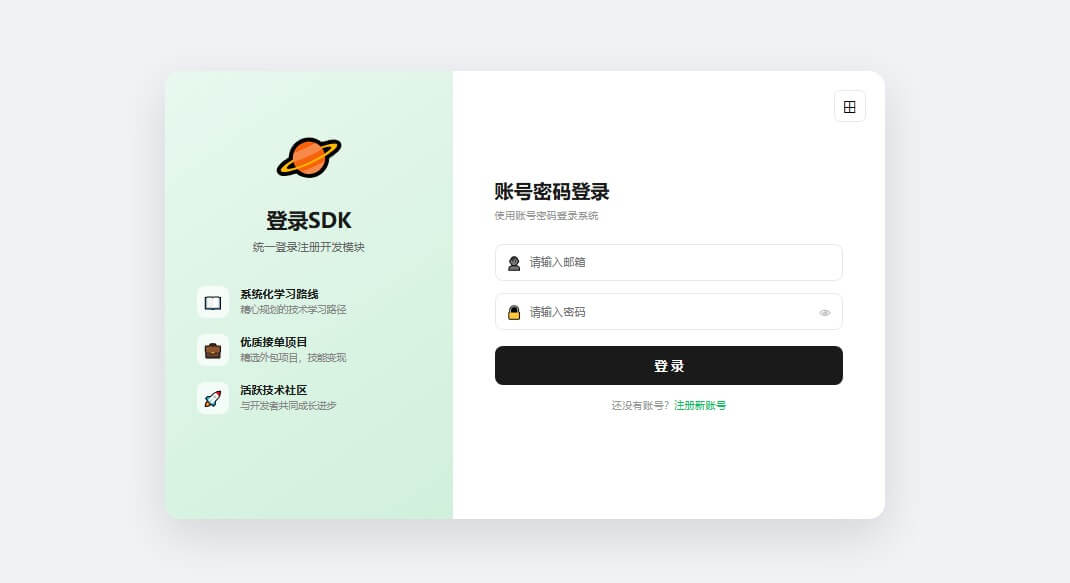 登录SDK
统一登录注册开发模块
系统化学习路线
精心规划的技术学习路径
优质接单项目
精选外包项目，技能变现
活跃技术社区
与开发者共同成长进步
账号密码登录
使用账号密码登录系统
请输入邮箱
请输入密码
登 录
还没有账号? 注册新账号